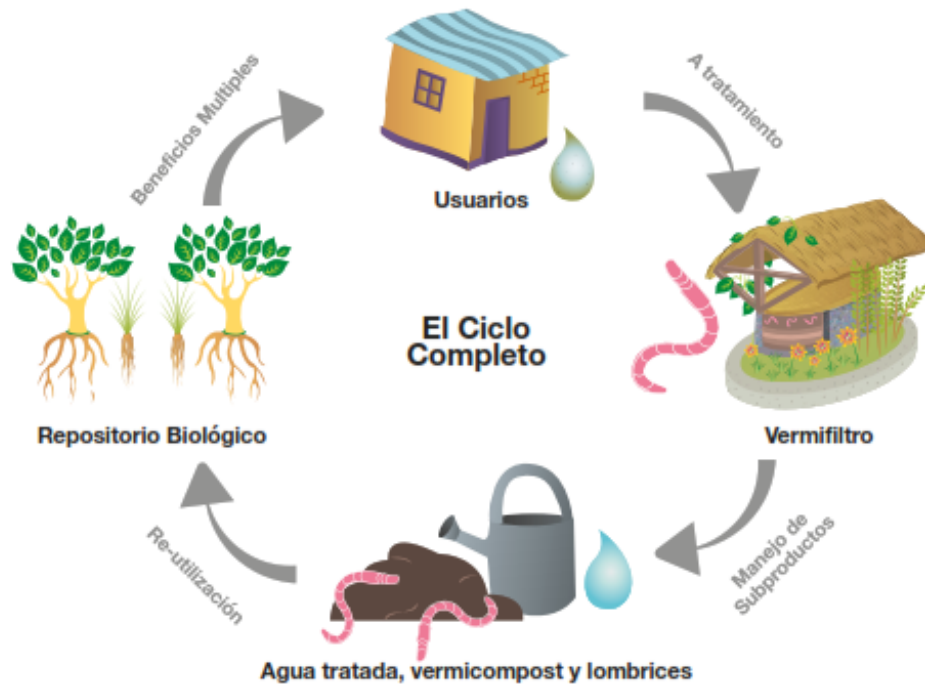 Beneficios Multiples
A tratamiento
Usuarios
El Ciclo
Completo
Repositorio Biológico
Vermifiltro
Re-utilización
Manejo de
Subproductos
Agua tratada, vermicompost y lombrices